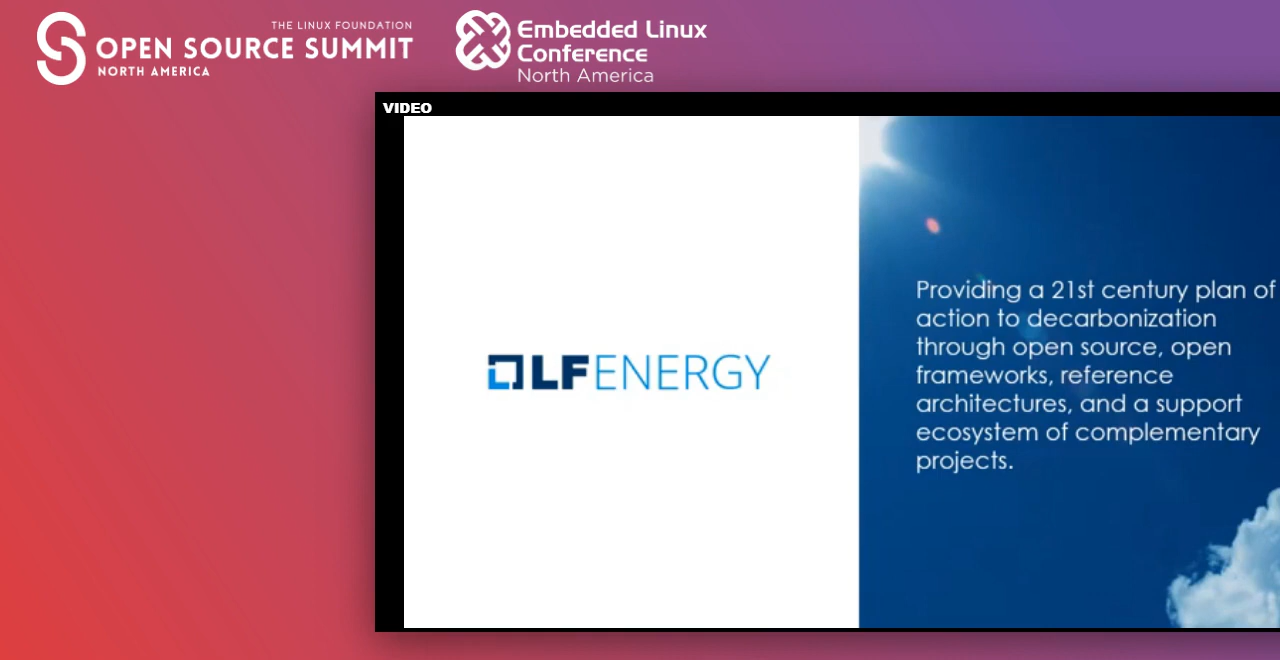 THE LINUX FOUNDATION
OPEN SOURCE SUMMIT
NORTH AMERICA
Embedded Linux
Conference
North America
VIDEO
LFENERGY
Providing a 21st century plan of
action to decarbonization
through open source, open
frameworks, reference
architectures, and a support
ecosystem of complementary
projects.